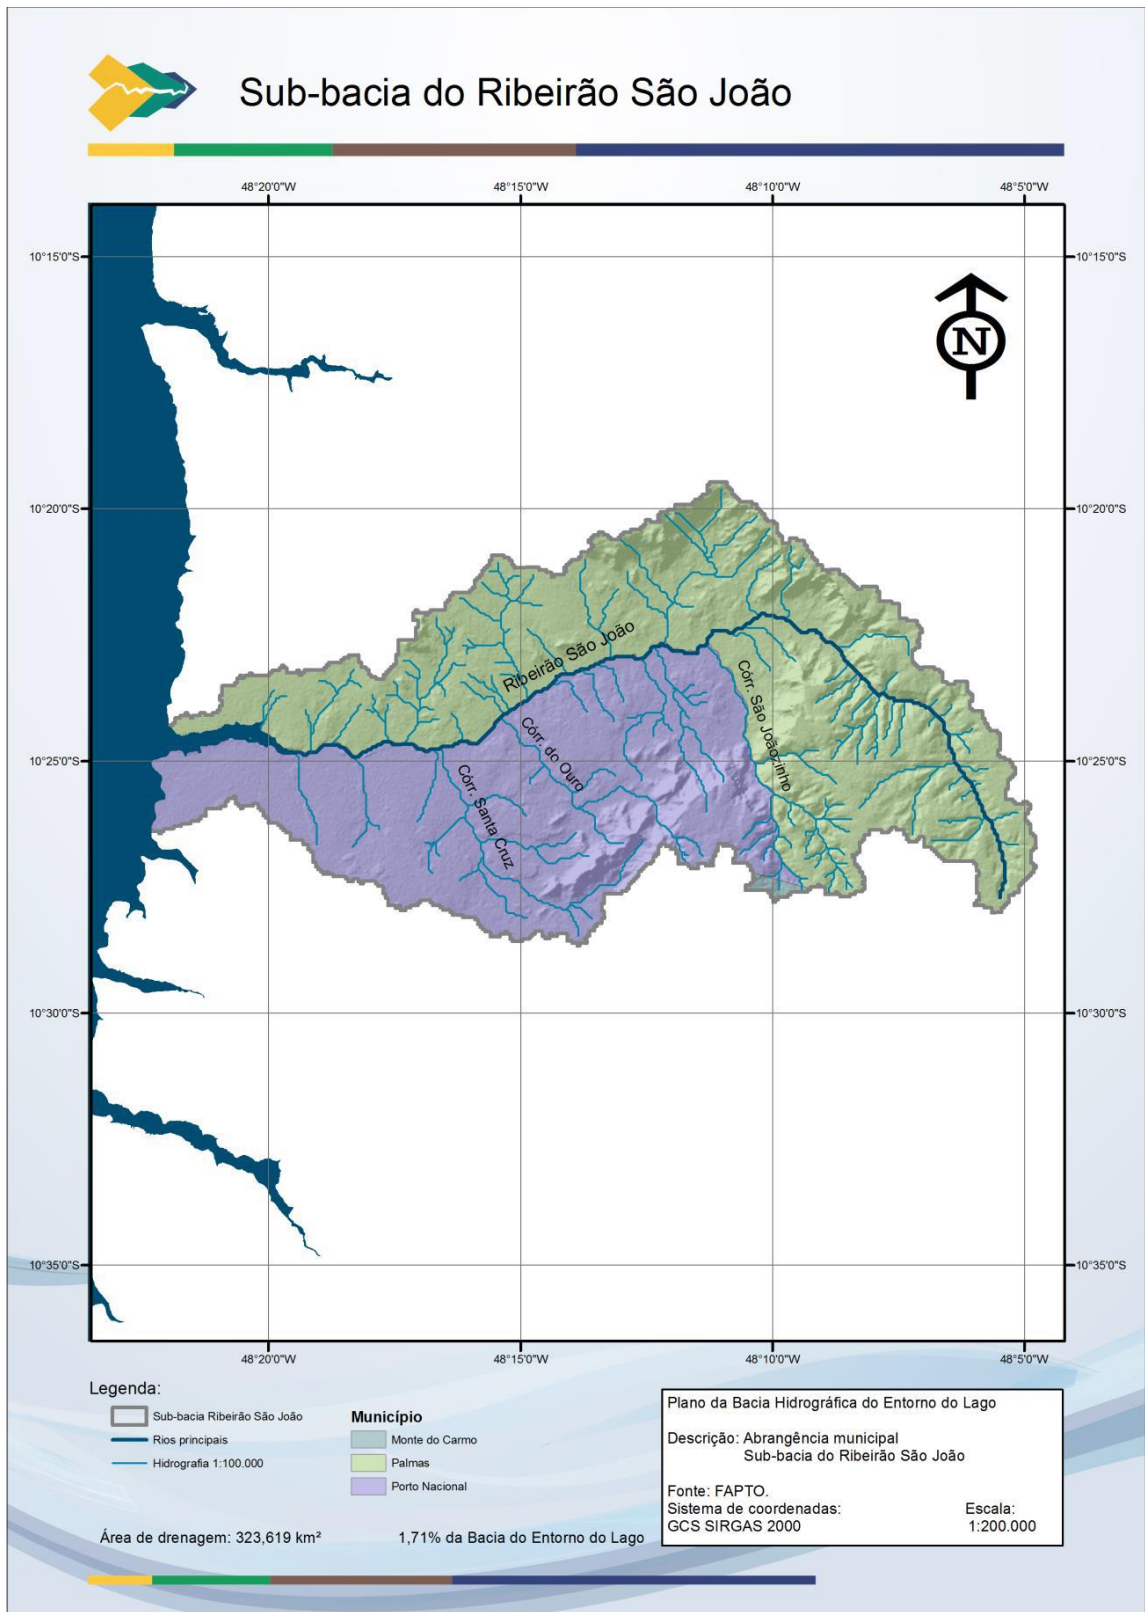 Sub-bacia do Ribeirão São João
48°20'0"W 48°15'0"W 48°10'0"W 48°5'0"W
10°15'0"S 10°15'0"S
N
10°20'0"S 10°20'0"S
Ribeirão São João
Córr. São Joãozinho
Córr. do Ouro
10°25'0"S 10°25'0"S
Córr. Santa Cruz
10°30'0"S 10°30'0"S
10°35'0"S 10°35'0"S
48°20'0"W 48°15'0"W 48°10'0"W 48°5'0"W
Legenda:
Sub-bacia Ribeirão São João
Rios principais
Hidrografia 1:100.000
Município
Monte do Carmo
Palmas
Porto Nacional
Área de drenagem: 323,619 km²
1,71% da Bacia do Entorno do Lago
Plano da Bacia Hidrográfica do Entorno do Lago
Descrição: Abrangência municipal
Sub-bacia do Ribeirão São João
Fonte: FAPTO.
Sistema de coordenadas: Escala:
GCS SIRGAS 2000 1:200.000